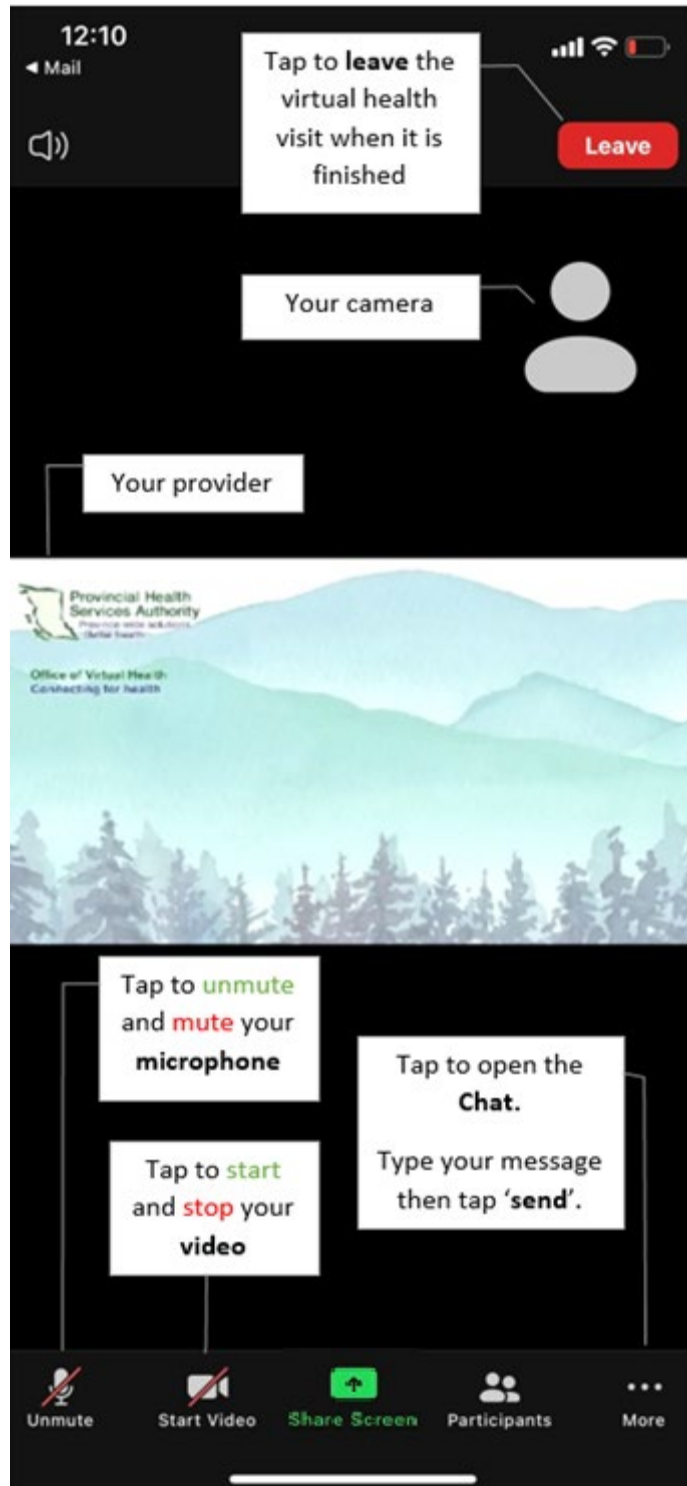 12:10
◄ Mail
Tap to leave the
virtual health
visit when it is
finished
Leave
Your camera
Your provider
Provincial Health
Services Authority
Province-wide solutions.
Office of Virtual Health
Connecting for health
Tap to unmute
and mute your
microphone
Tap to open the
Chat.
Type your message
then tap ‘send’.
Tap to start
and stop your
video
Unmute
Start Video
Share Screen
Participants
More